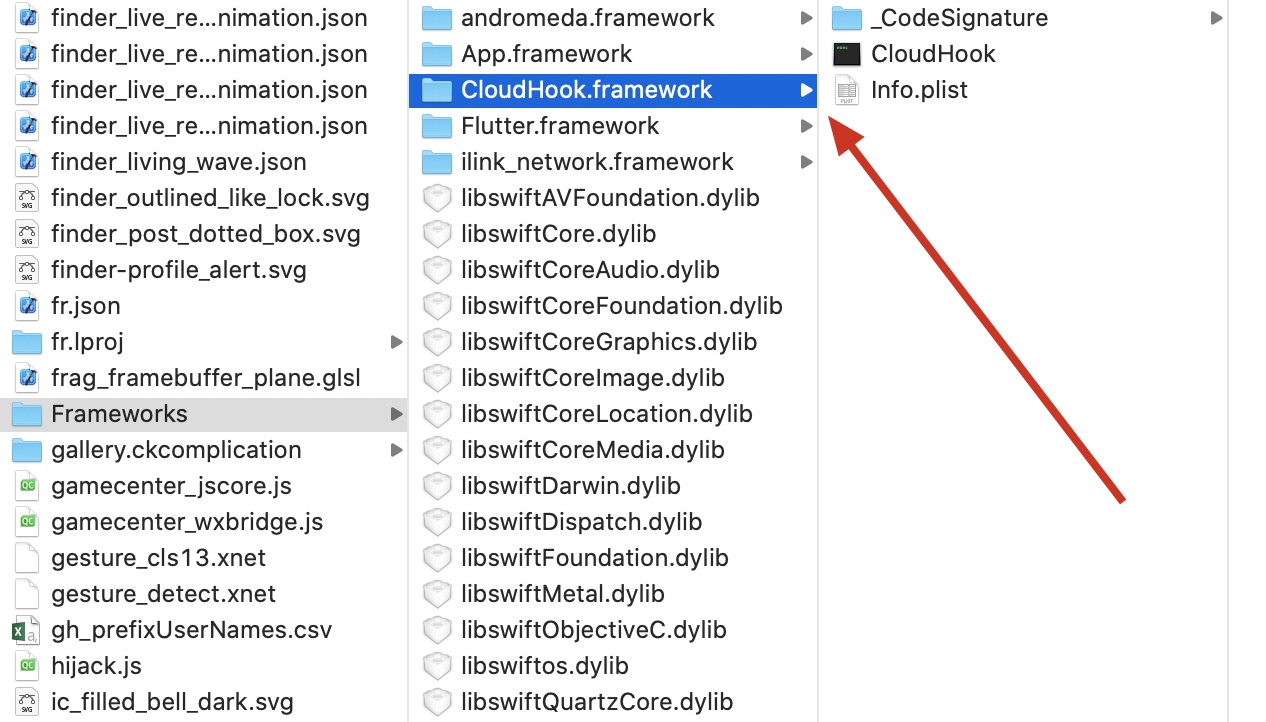 finder_live_re...nimation.json
finder_live_re...nimation.json
finder_live_re...nimation.json
finder_live_re...nimation.json
finder_living_wave.json
finder_outlined_like_lock.svg
finder_post_dotted_box.svg
finder-profile_alert.svg
fr.json
fr.lproj
frag_framebuffer_plane.glsl
Frameworks
gallery.ckcomplication
gamecenter_jscore.js
gamecenter_wxbridge.js
gesture_cls13.xnet
gesture_detect.xnet
gh_prefixUserNames.csv
hijack.js
ic_filled_bell_dark.svg
andromeda.framework
App.framework
CloudHook.framework
Flutter.framework
ilink_network.framework
libswiftAVFoundation.dylib
libswiftCore.dylib
libswiftCoreAudio.dylib
libswiftCoreFoundation.dylib
libswiftCoreGraphics.dylib
libswiftCoreImage.dylib
libswiftCoreLocation.dylib
libswiftCoreMedia.dylib
libswiftDarwin.dylib
libswiftDispatch.dylib
libswiftFoundation.dylib
libswiftMetal.dylib
libswiftObjectiveC.dylib
libswiftos.dylib
libswiftQuartzCore.dylib
_CodeSignature
CloudHook
Info.plist